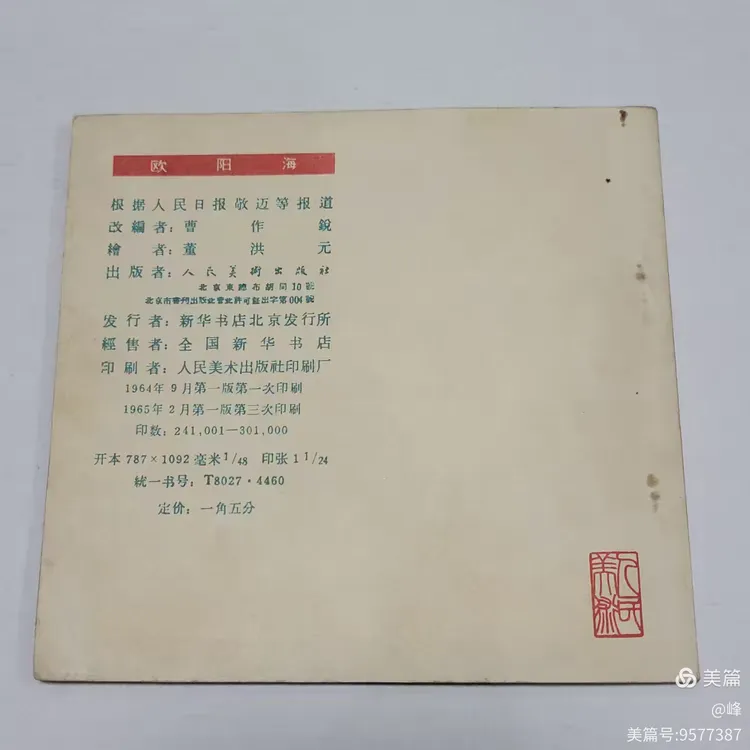 欧阳海
根据人民日报敬迈等报道
改編者：曹作銳
繪者：董洪元
出版者：人民美術出版社
北京東總布胡同10號
北京市書刊出版业营业許可証出字第004號
发行者：新华书店北京发行所
經售者：全国新华书店
印刷者：人民美术出版社印刷厂
1964年9月第一版第一次印刷
1965年2月第一版第三次印刷
印数：241,001—301,000
开本 787×1092 毫米 1/48 印张 1 1/24
統一书号：T8027·4460
定价：一角五分
人民美術
美篇
@峰
美篇号:9577387